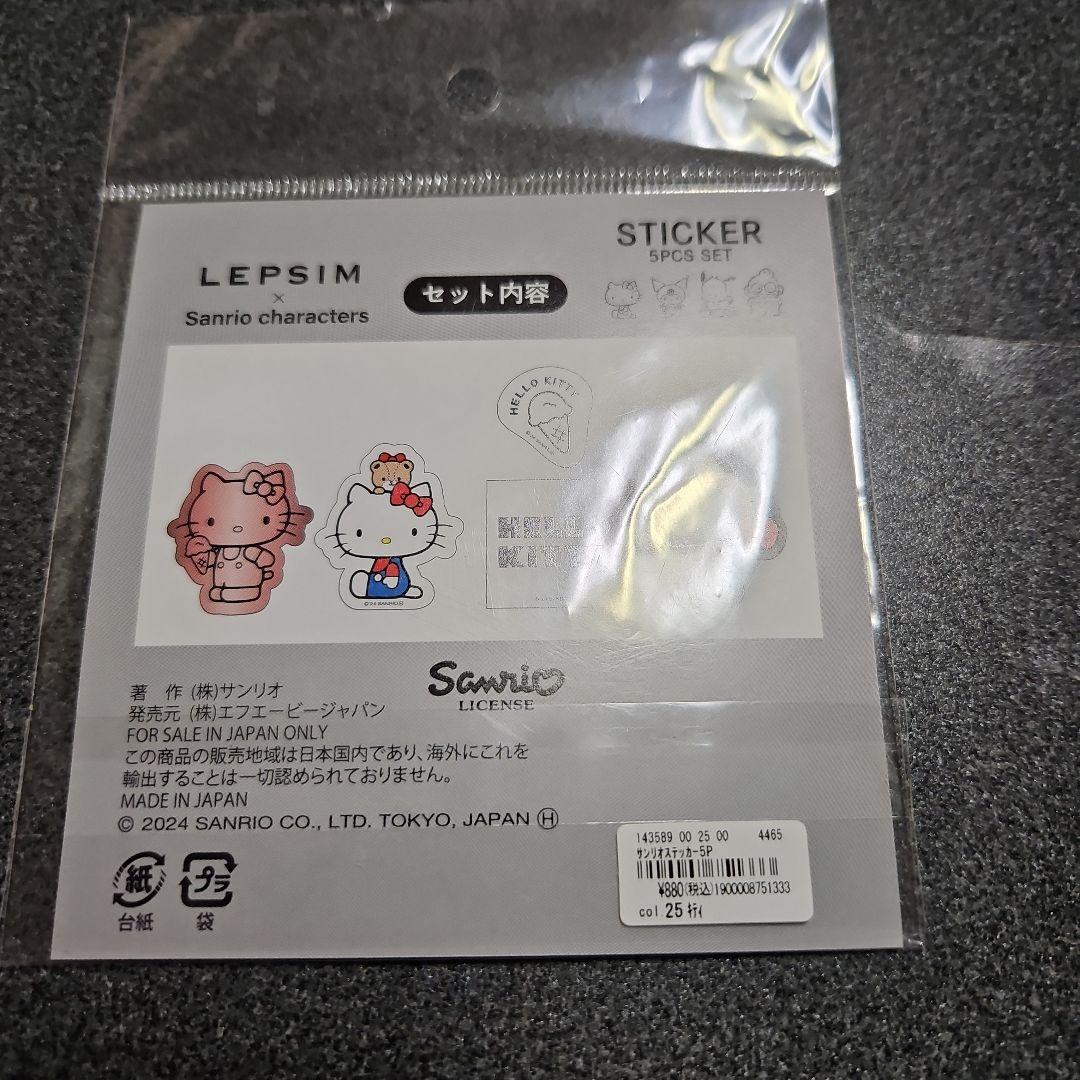 LEPSIM
×
Sanrio characters
セット内容
STICKER
5PCS SET
HELLO KITTY
©'24 SANRIO Ⓗ
著　作 (株)サンリオ
発売元 (株)エフエービージャパン
FOR SALE IN JAPAN ONLY
この商品の販売地域は日本国内であり、海外にこれを
輸出することは一切認められておりません。
MADE IN JAPAN
© 2024 SANRIO CO., LTD. TOKYO, JAPAN Ⓗ
Sanrio
LICENSE
紙
台紙
プラ
袋
143589 00 25 00 4465
サンリオステッカー5P
¥880(税込)1900008751333
col.25 ｷﾃｨ